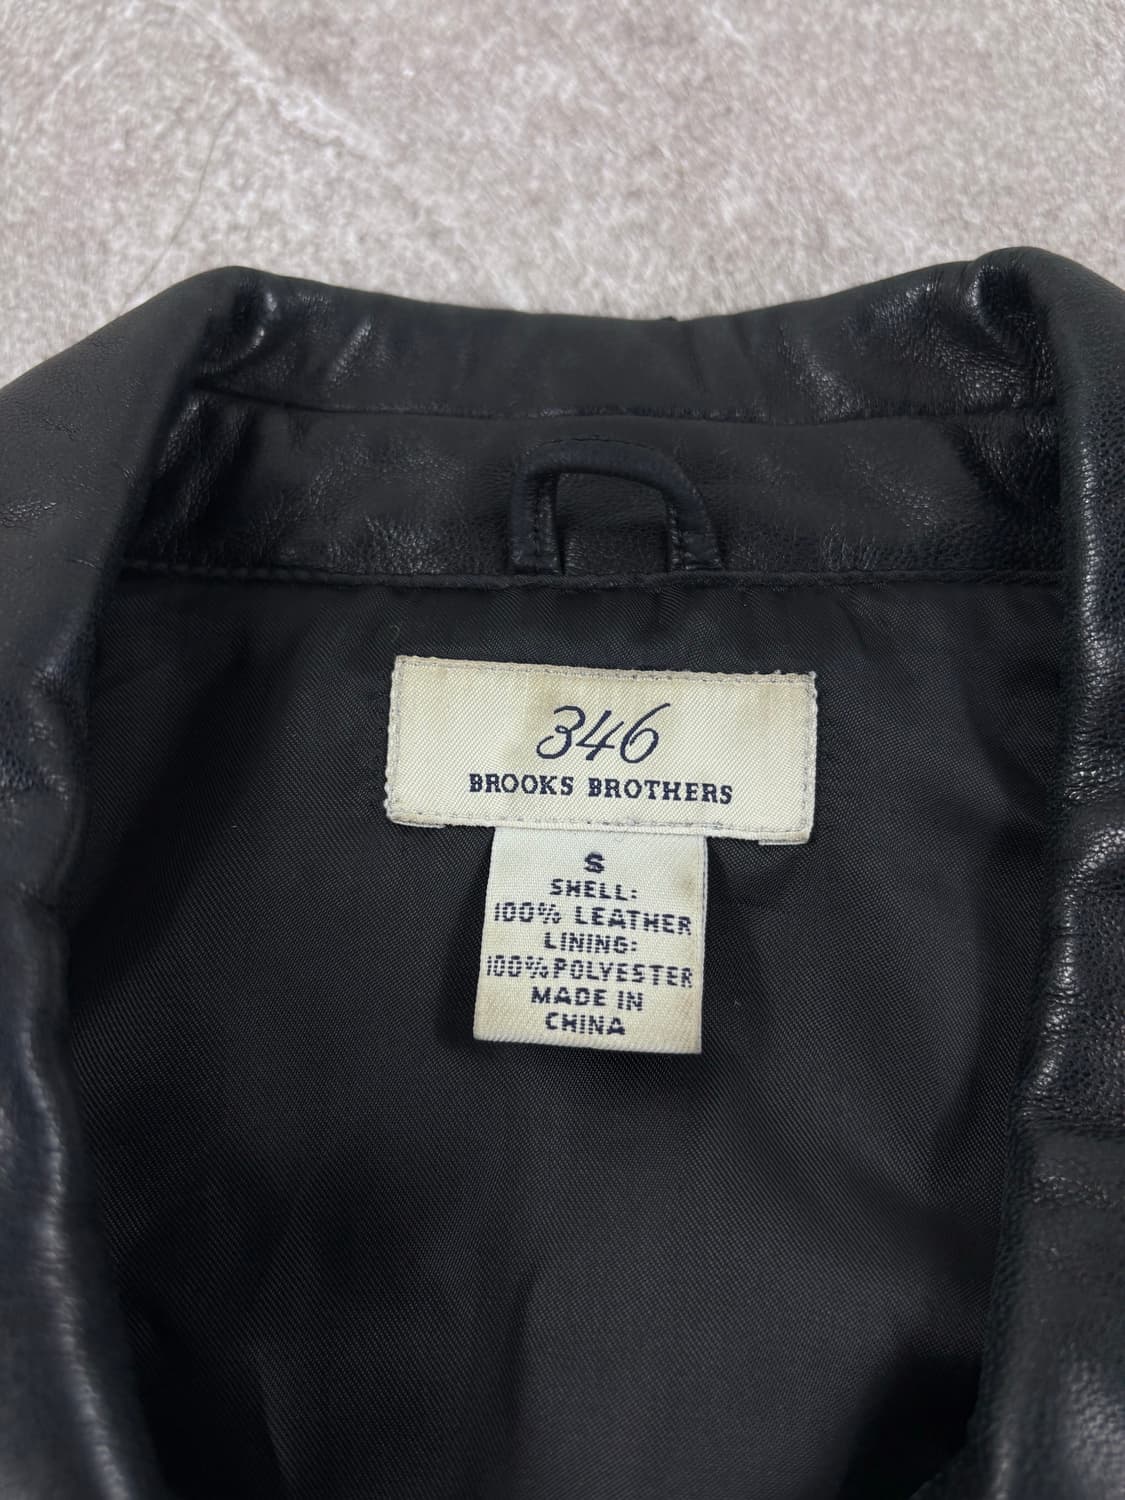 346
BROOKS BROTHERS
S
SHELL:
100% LEATHER
LINING:
100% POLYESTER
MADE IN
CHINA